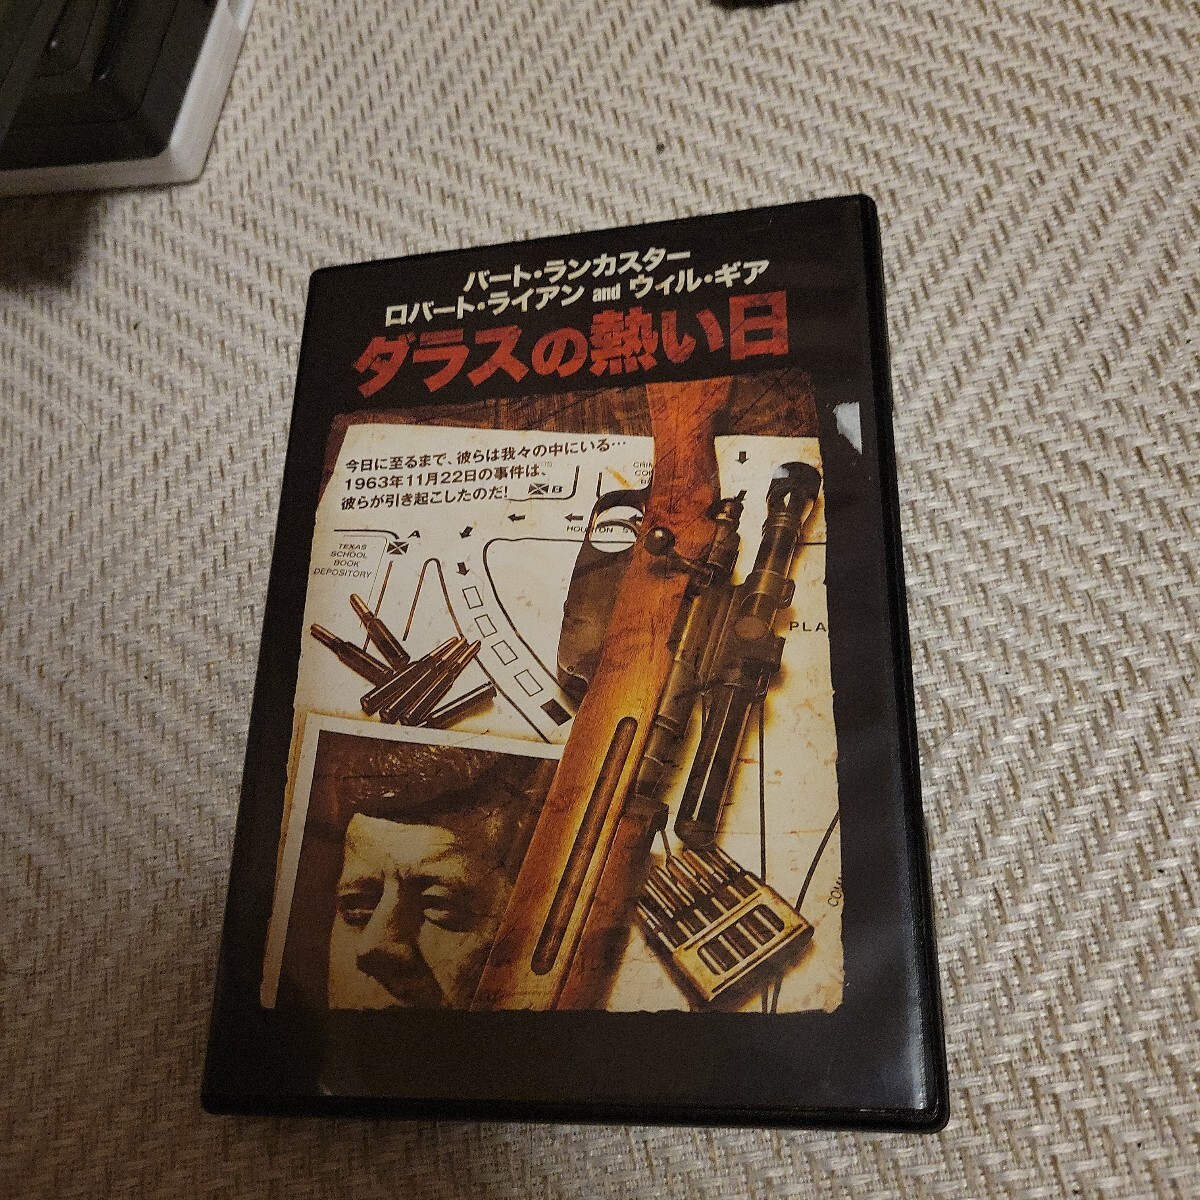 バート・ランカスター
ロバート・ライアン and ウィル・ギア
ダラスの熱い日
今日に至るまで、彼らは我々の中にいる…
1963年11月22日の事件は、
彼らが引き起こしたのだ!
B
A
HOUSTON S
TEXAS
SCHOOL
BOOK
DEPOSITORY
PLA